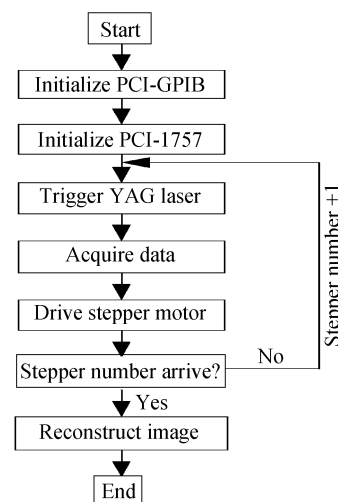 Start
Initialize PCI-GPIB
Initialize PCI-1757
Trigger YAG laser
Acquire data
Drive stepper motor
Stepper number arrive?
No
Stepper number +1
Yes
Reconstruct image
End